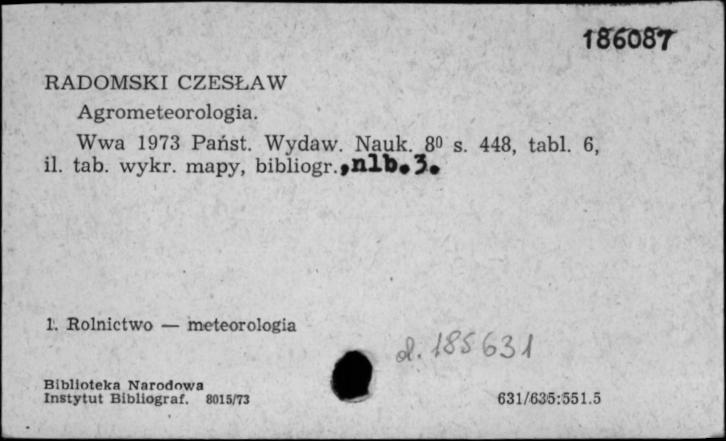 186087
RADOMSKI CZESŁAW
Agrometeorologia.
Wwa 1973 Państ. Wydaw. Nauk. 8⁰ s. 448, tabl. 6,
il. tab. wykr. mapy, bibliogr., nlb. 3.
1. Rolnictwo — meteorologia
d. 185631
Biblioteka Narodowa
Instytut Bibliograf. 8015/73
631/635:551.5